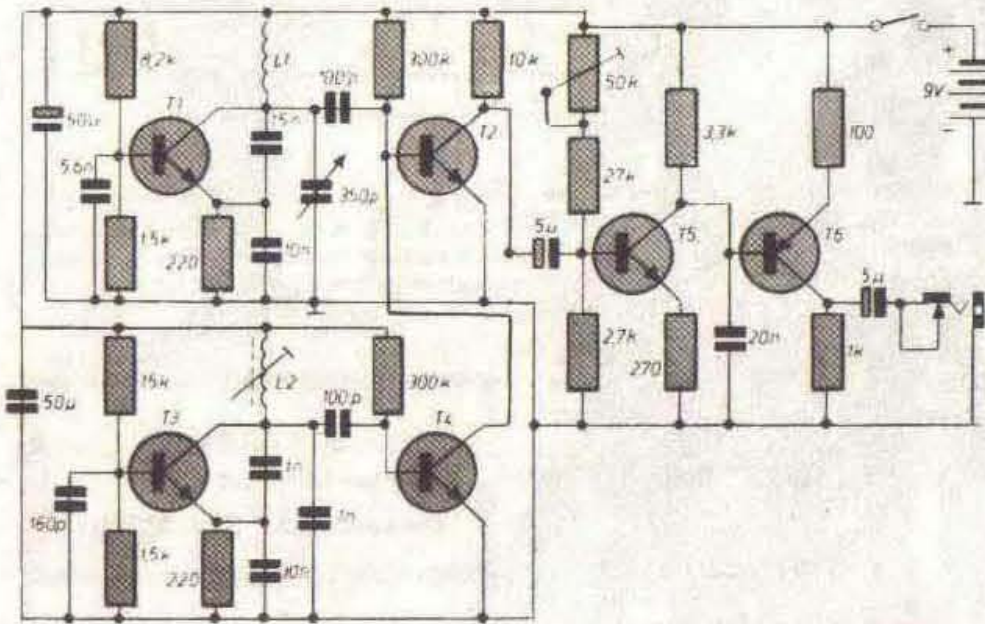 8,2k
L1
300k
10k
50k
+
9V
-
50µ
T1
15n
T2
27k
3,3k
100
5,6n
350p
1,5k
220
10n
5µ
T5
T6
5µ
2,7k
270
20n
1k
15k
L2
300k
50µ
T3
100p
T4
1n
1n
160p
1,5k
220
10n